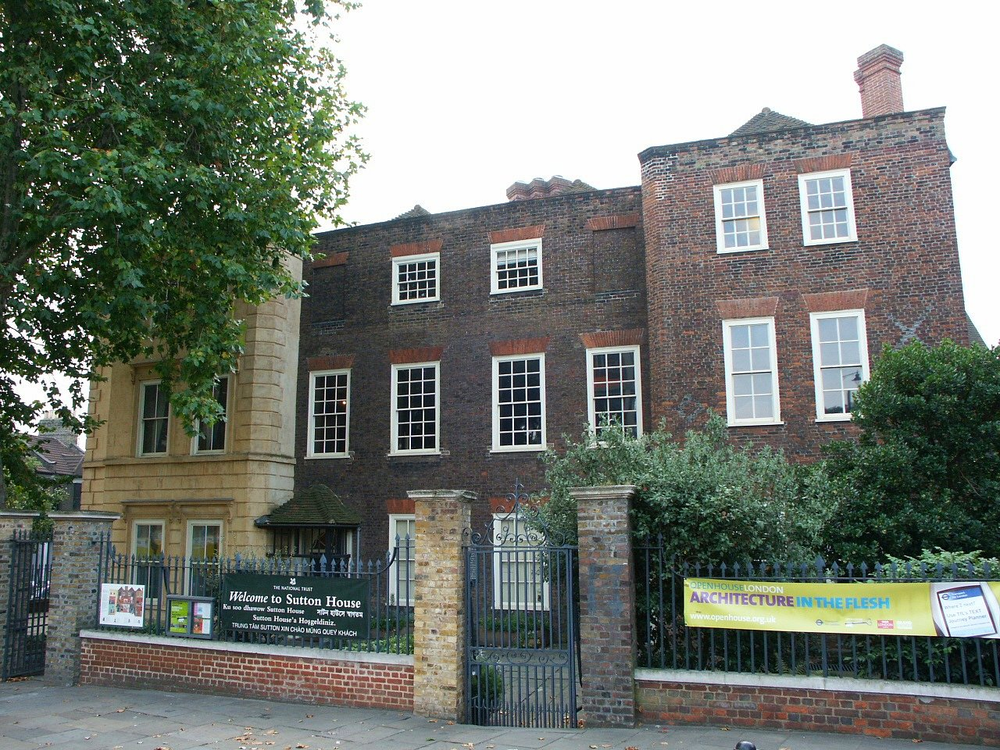 THE NATIONAL TRUST
Welcome to Sutton House
Ku soo dhawow Sutton House
সাটন হাউসে স্বাগতম
Sutton House'a Hoşgeldiniz.
TRUNG TÂM SUTTON XIN CHÀO MỪNG QUÝ KHÁCH
OPENHOUSELONDON
ARCHITECTURE IN THE FLESH
www.openhouse.org.uk
Where I next?
Use TfL's TEXT
Journey Planner